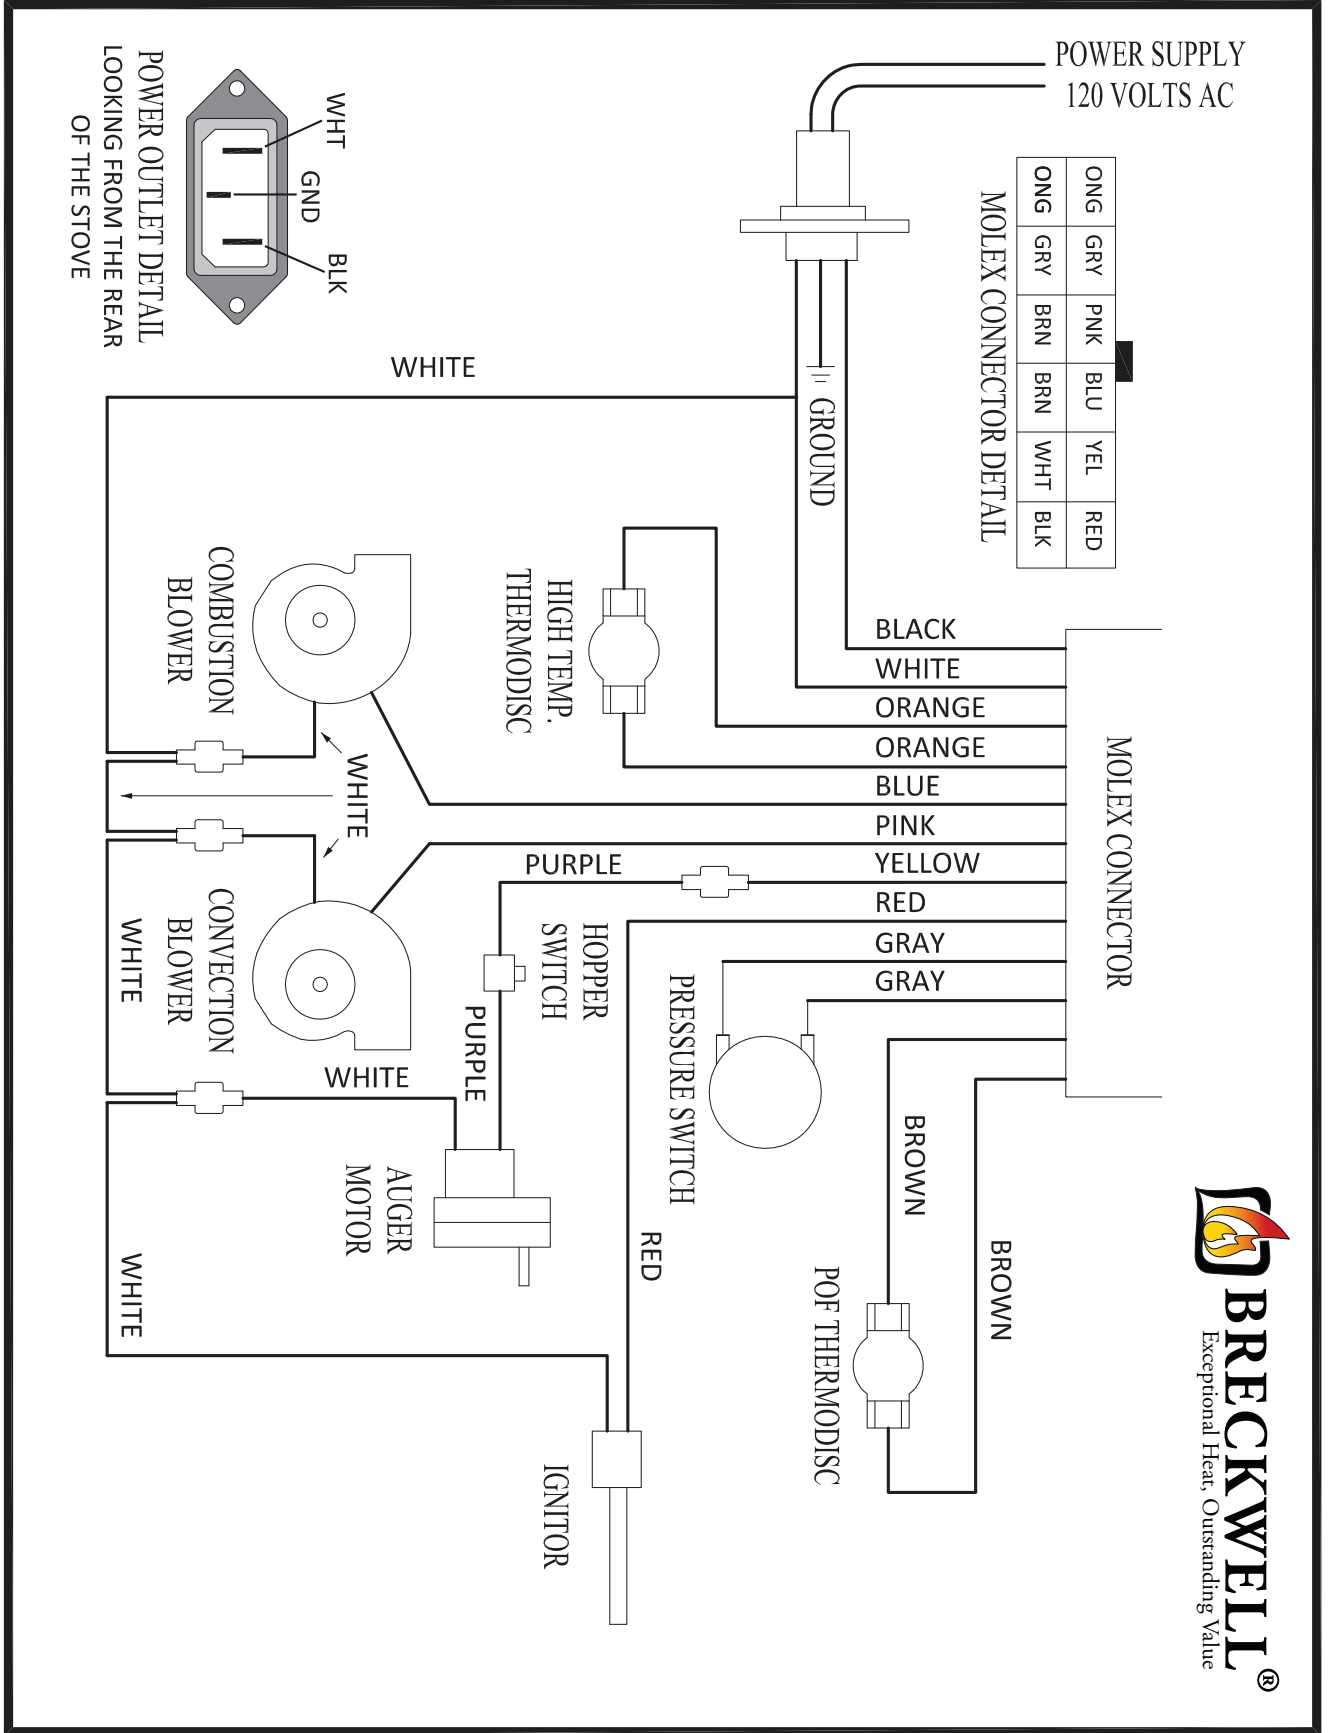 POWER SUPPLY
120 VOLTS AC
ONG GRY PNK BLU YEL RED
ONG GRY BRN BRN WHT BLK
MOLEX CONNECTOR DETAIL
WHT
GND
BLK
POWER OUTLET DETAIL
LOOKING FROM THE REAR
OF THE STOVE
GROUND
WHITE
MOLEX CONNECTOR
BLACK
WHITE
ORANGE
ORANGE
BLUE
PINK
YELLOW
RED
GRAY
GRAY
HIGH TEMP.
THERMODISC
COMBUSTION
BLOWER
WHITE
PURPLE
HOPPER
SWITCH
PURPLE
CONVECTION
BLOWER
WHITE
WHITE
PRESSURE SWITCH
AUGER
MOTOR
BROWN
BROWN
POF THERMODISC
RED
WHITE
IGNITOR
BRECKWELL®
Exceptional Heat, Outstanding Value